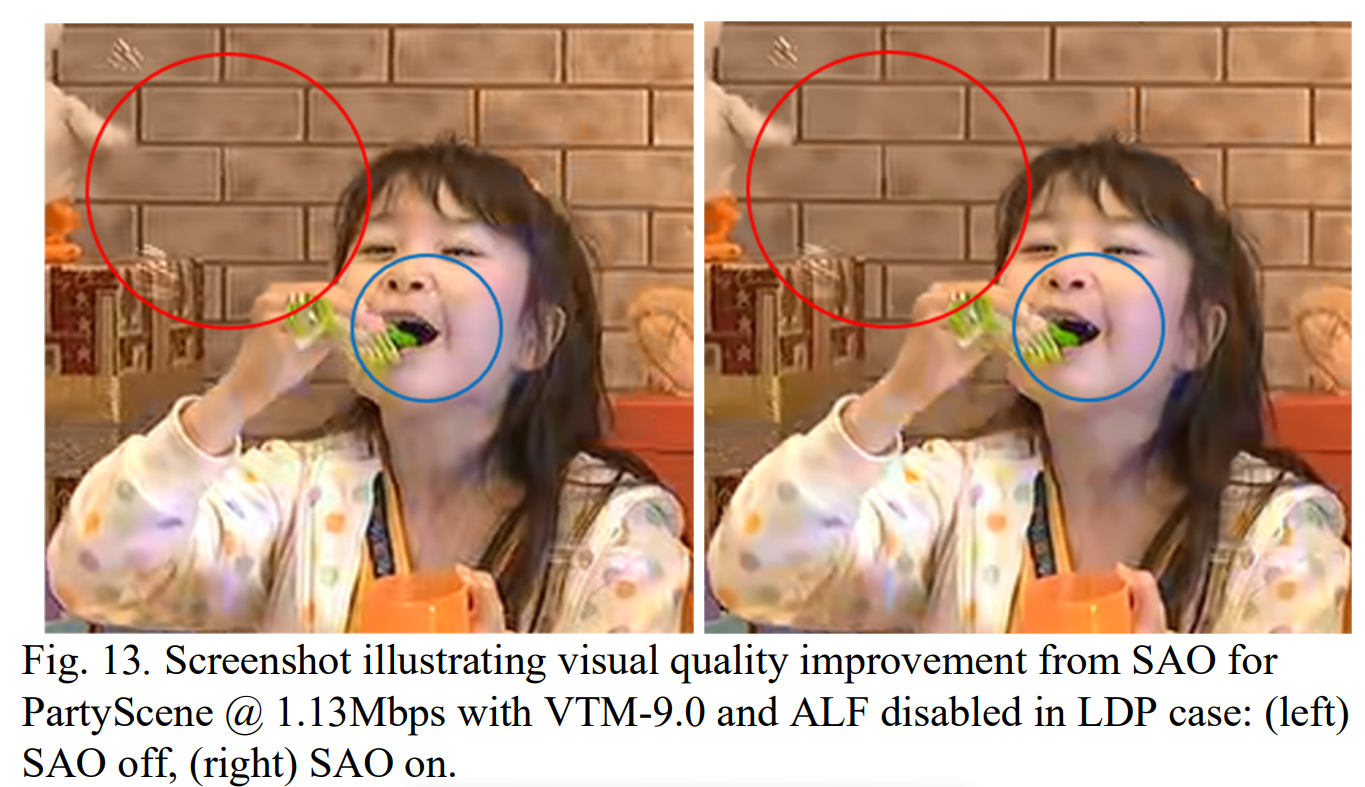 Fig. 13. Screenshot illustrating visual quality improvement from SAO for
PartyScene @ 1.13Mbps with VTM-9.0 and ALF disabled in LDP case: (left)
SAO off, (right) SAO on.